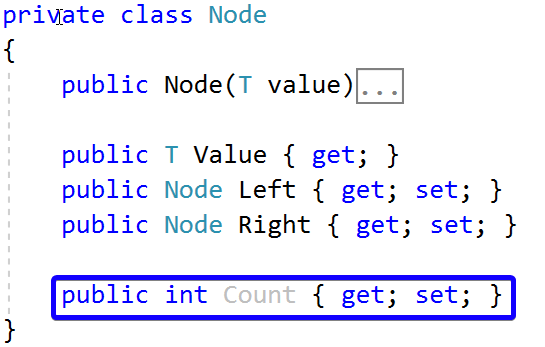 private class Node
{
public Node(T value)...
public T Value { get; }
public Node Left { get; set; }
public Node Right { get; set; }
public int Count { get; set; }
}